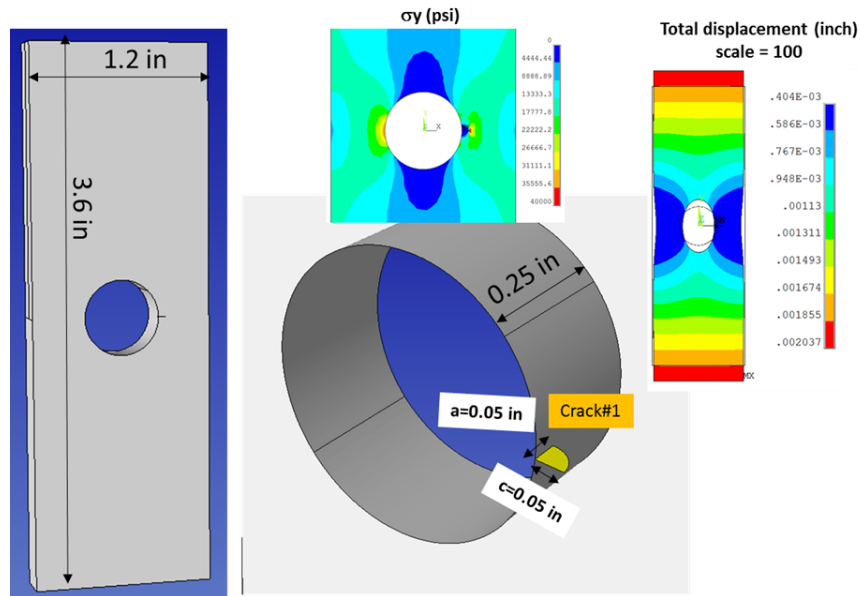 1.2 in
3.6 in
σy (psi)
0
4444.44
8888.89
13333.3
17777.8
22222.2
26666.7
31111.1
35555.6
40000
X
0.25 in
a=0.05 in
Crack#1
c=0.05 in
Total displacement (inch)
scale = 100
.404E-03
.586E-03
.767E-03
.948E-03
.00113
.001311
.001493
.001674
.001855
.002037
MX